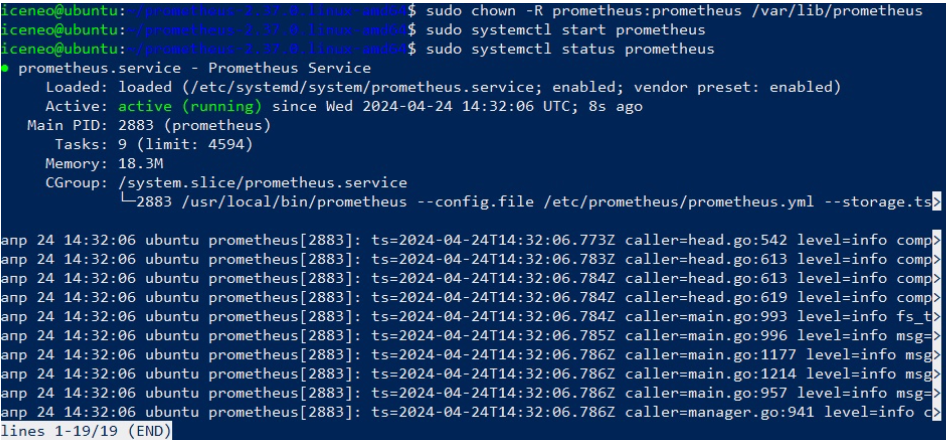 iceneo@ubuntu:~/prometheus-2.37.0.linux-amd64$ sudo chown -R prometheus:prometheus /var/lib/prometheus
iceneo@ubuntu:~/prometheus-2.37.0.linux-amd64$ sudo systemctl start prometheus
iceneo@ubuntu:~/prometheus-2.37.0.linux-amd64$ sudo systemctl status prometheus
● prometheus.service - Prometheus Service
Loaded: loaded (/etc/systemd/system/prometheus.service; enabled; vendor preset: enabled)
Active: active (running) since Wed 2024-04-24 14:32:06 UTC; 8s ago
Main PID: 2883 (prometheus)
Tasks: 9 (limit: 4594)
Memory: 18.3M
CGroup: /system.slice/prometheus.service
└─2883 /usr/local/bin/prometheus --config.file /etc/prometheus/prometheus.yml --storage.ts>
апр 24 14:32:06 ubuntu prometheus[2883]: ts=2024-04-24T14:32:06.773Z caller=head.go:542 level=info comp>
апр 24 14:32:06 ubuntu prometheus[2883]: ts=2024-04-24T14:32:06.783Z caller=head.go:613 level=info comp>
апр 24 14:32:06 ubuntu prometheus[2883]: ts=2024-04-24T14:32:06.784Z caller=head.go:613 level=info comp>
апр 24 14:32:06 ubuntu prometheus[2883]: ts=2024-04-24T14:32:06.784Z caller=head.go:619 level=info comp>
апр 24 14:32:06 ubuntu prometheus[2883]: ts=2024-04-24T14:32:06.784Z caller=main.go:993 level=info fs_t>
апр 24 14:32:06 ubuntu prometheus[2883]: ts=2024-04-24T14:32:06.785Z caller=main.go:996 level=info msg=>
апр 24 14:32:06 ubuntu prometheus[2883]: ts=2024-04-24T14:32:06.786Z caller=main.go:1177 level=info msg>
апр 24 14:32:06 ubuntu prometheus[2883]: ts=2024-04-24T14:32:06.786Z caller=main.go:1214 level=info msg>
апр 24 14:32:06 ubuntu prometheus[2883]: ts=2024-04-24T14:32:06.786Z caller=main.go:957 level=info msg=>
апр 24 14:32:06 ubuntu prometheus[2883]: ts=2024-04-24T14:32:06.786Z caller=manager.go:941 level=info c>
lines 1-19/19 (END)